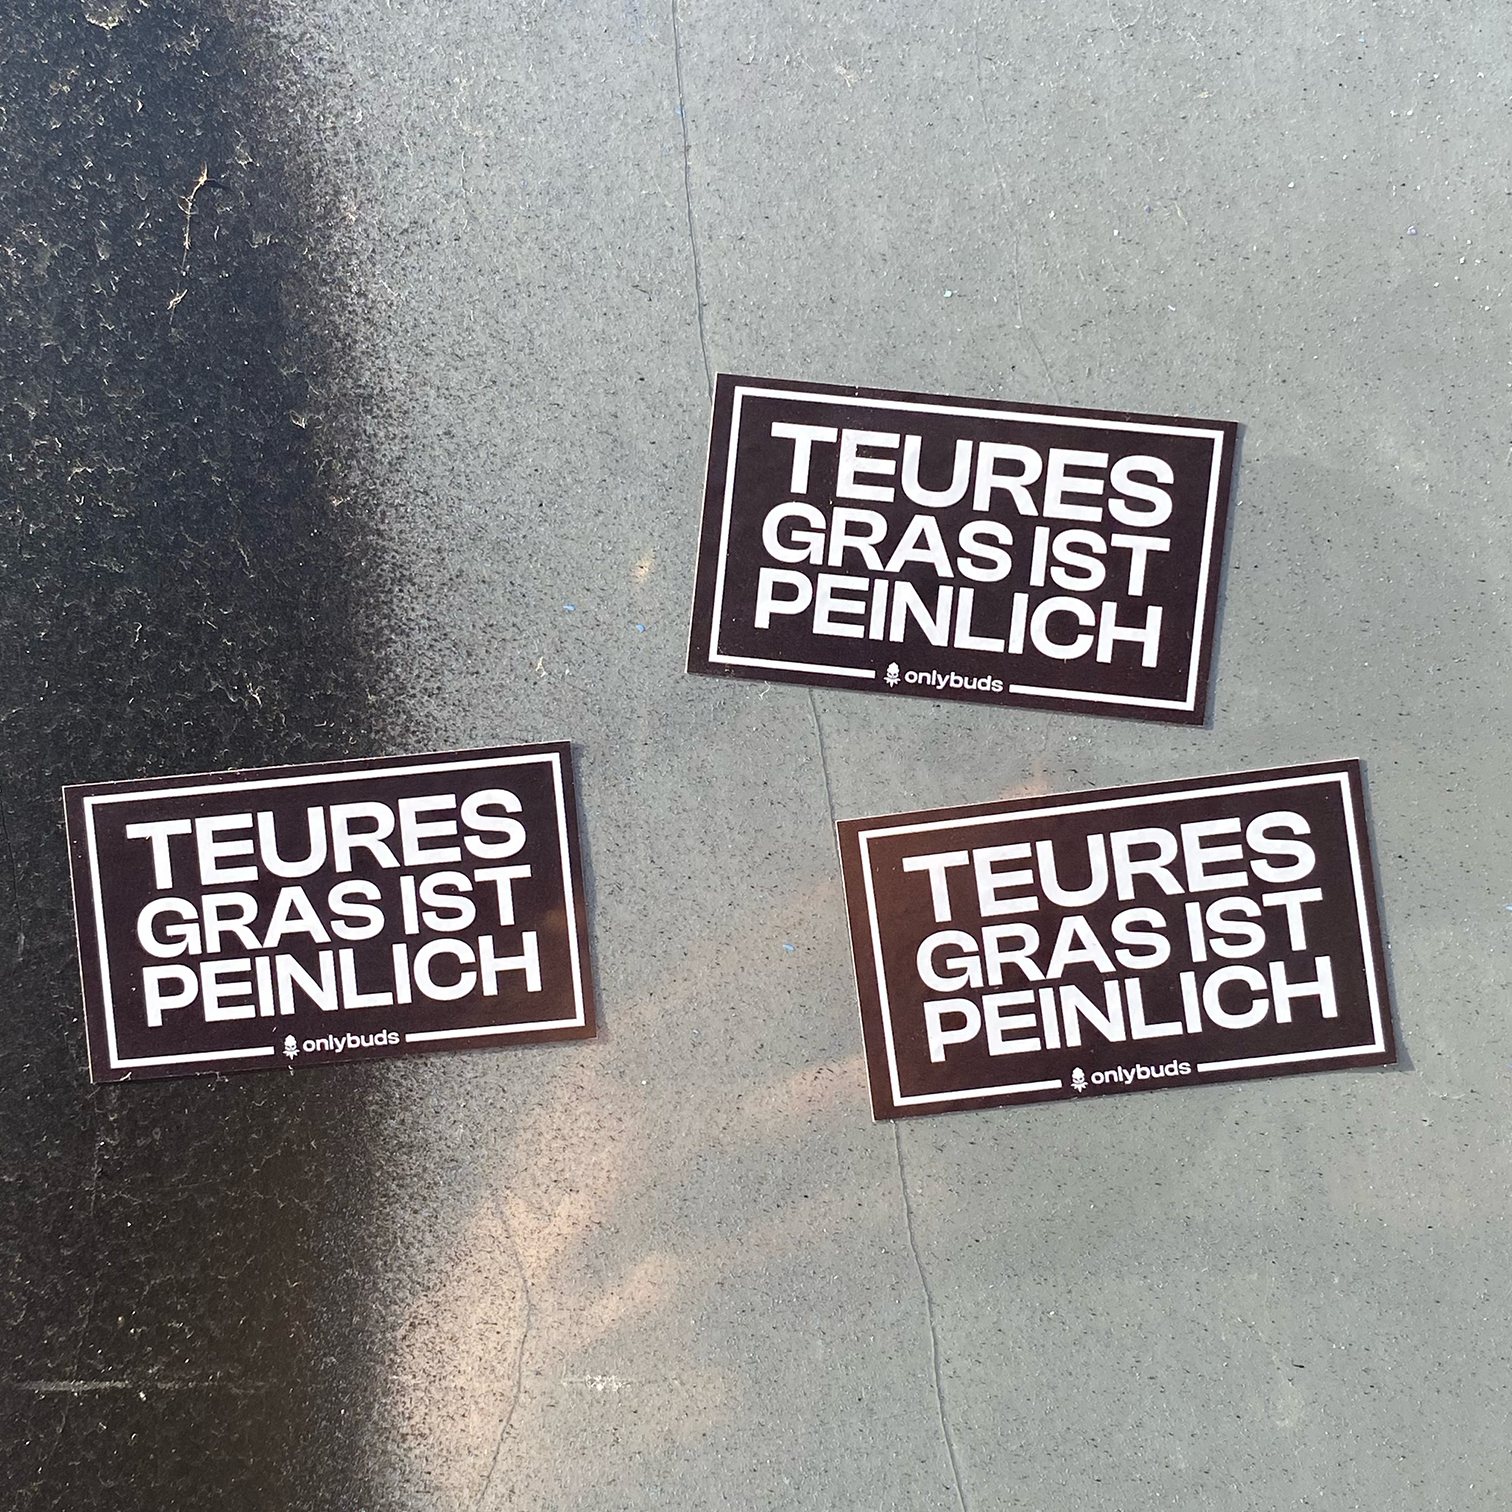 TEURES
GRAS IST
PEINLICH
onlybuds
TEURES
GRAS IST
PEINLICH
onlybuds
TEURES
GRAS IST
PEINLICH
onlybuds